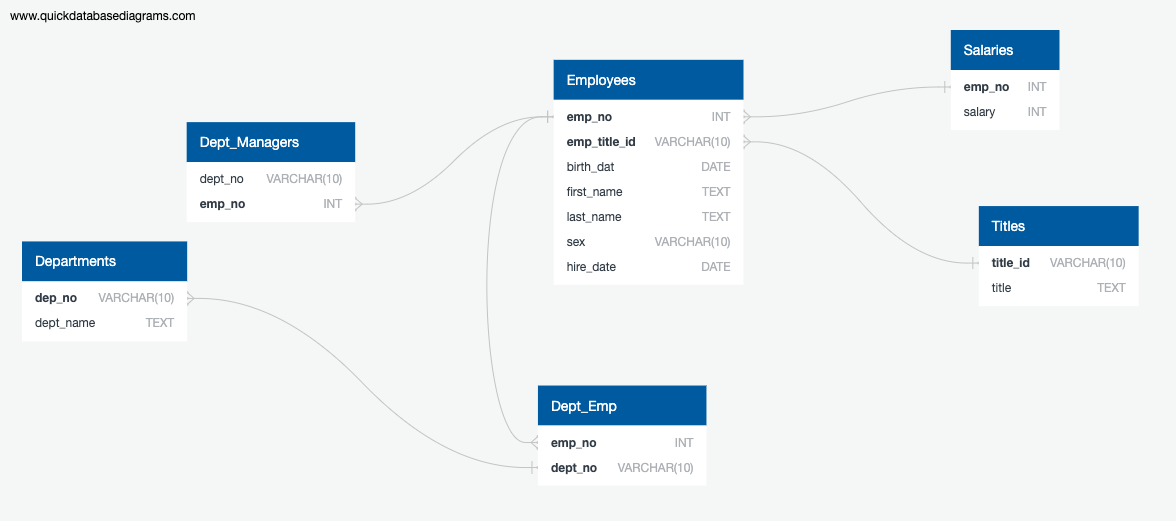 www.quickdatabasediagrams.com
Salaries
emp_no INT
salary INT
Employees
emp_no INT
emp_title_id VARCHAR(10)
birth_dat DATE
first_name TEXT
last_name TEXT
sex VARCHAR(10)
hire_date DATE
Dept_Managers
dept_no VARCHAR(10)
emp_no INT
Titles
title_id VARCHAR(10)
title TEXT
Departments
dep_no VARCHAR(10)
dept_name TEXT
Dept_Emp
emp_no INT
dept_no VARCHAR(10)